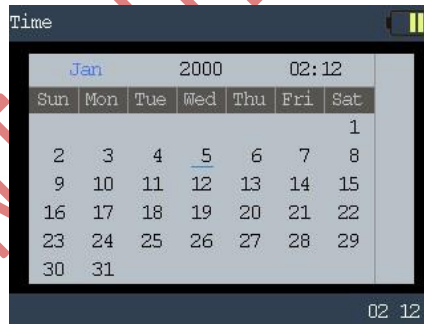 Time
Jan 2000 02:12
Sun Mon Tue Wed Thu Fri Sat
1
2 3 4 5 6 7 8
9 10 11 12 13 14 15
16 17 18 19 20 21 22
23 24 25 26 27 28 29
30 31
02 12